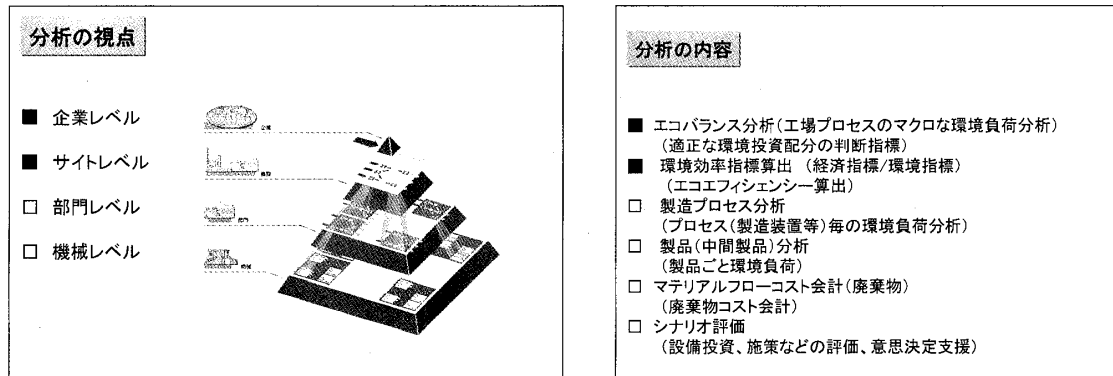 分析の視点
■ 企業レベル
■ サイトレベル
□ 部門レベル
□ 機械レベル
企業
分析の内容
■ エコバランス分析(工場プロセスのマクロな環境負荷分析)
(適正な環境投資配分の判断指標)
■ 環境効率指標算出 (経済指標/環境指標)
(エコエフィシェンシー算出)
□ 製造プロセス分析
(プロセス(製造装置等)毎の環境負荷分析)
□ 製品(中間製品)分析
(製品ごと環境負荷)
□ マテリアルフローコスト会計(廃棄物)
(廃棄物コスト会計)
□ シナリオ評価
(設備投資、施策などの評価、意思決定支援)